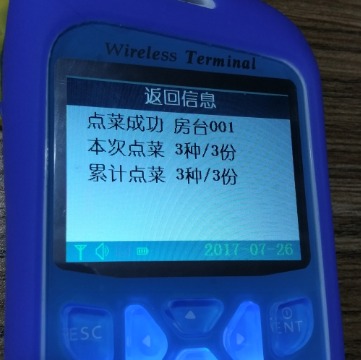 Wireless Terminal
返回信息
点菜成功 房台001
本次点菜 3种/3份
累计点菜 3种/3份
2017-07-26
ESC
ENT